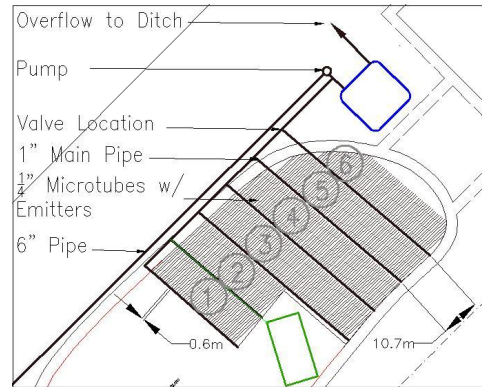 Overflow to Ditch
Pump
Valve Location
1" Main Pipe
¼" Microtubes w/
Emitters
6" Pipe
6
5
4
3
2
1
0.6m
10.7m